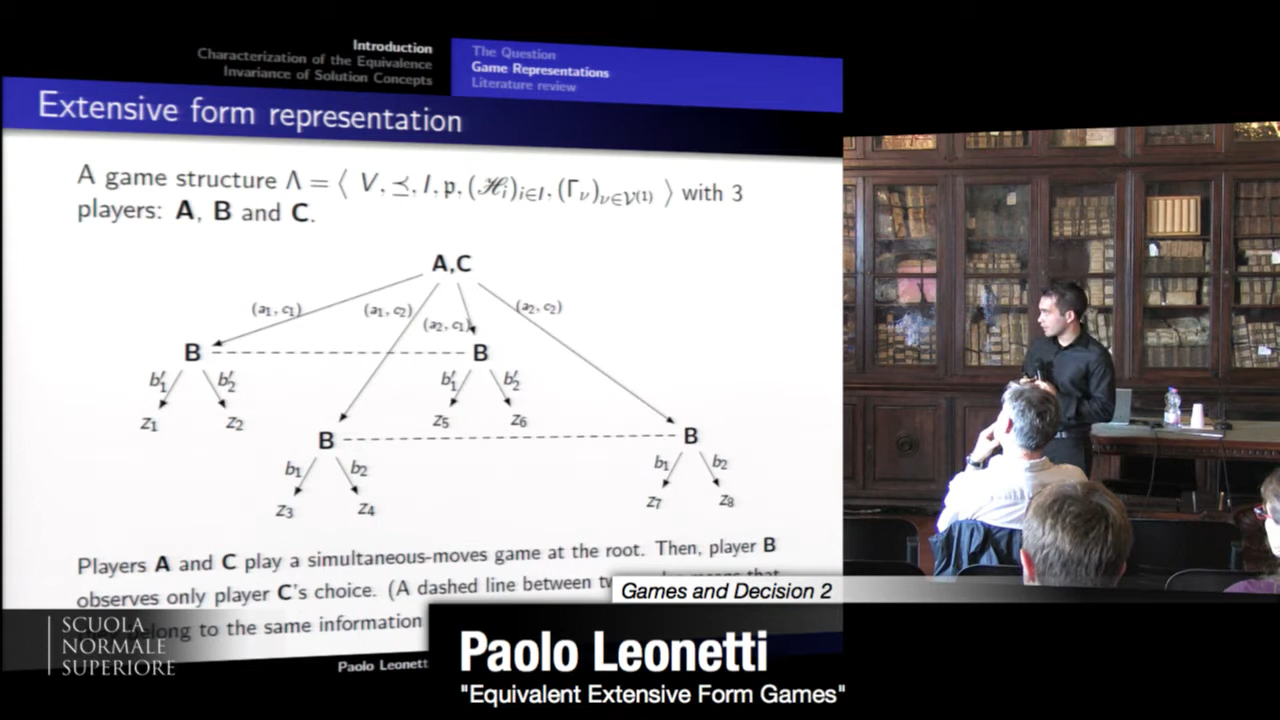 Introduction
Characterization of the Equivalence
Invariance of Solution Concepts
The Question
Game Representations
Literature review
Extensive form representation
A game structure Λ = ⟨ V, ⪯, I, p, (ℋi)i∈I, (Γν)ν∈𝒱(1) ⟩ with 3
players: A, B and C.
A,C
(a1, c1) (a1, c2) (a2, c1) (a2, c2)
B B
b′1 b′2 b′1 b′2
z1 z2 z5 z6
B B
b1 b2 b1 b2
z3 z4 z7 z8
Players A and C play a simultaneous-moves game at the root. Then, player B
observes only player C's choice. (A dashed line between
belong to the same information
Games and Decision 2
SCUOLA
NORMALE
SUPERIORE
Paolo Leonett
Paolo Leonetti
"Equivalent Extensive Form Games"